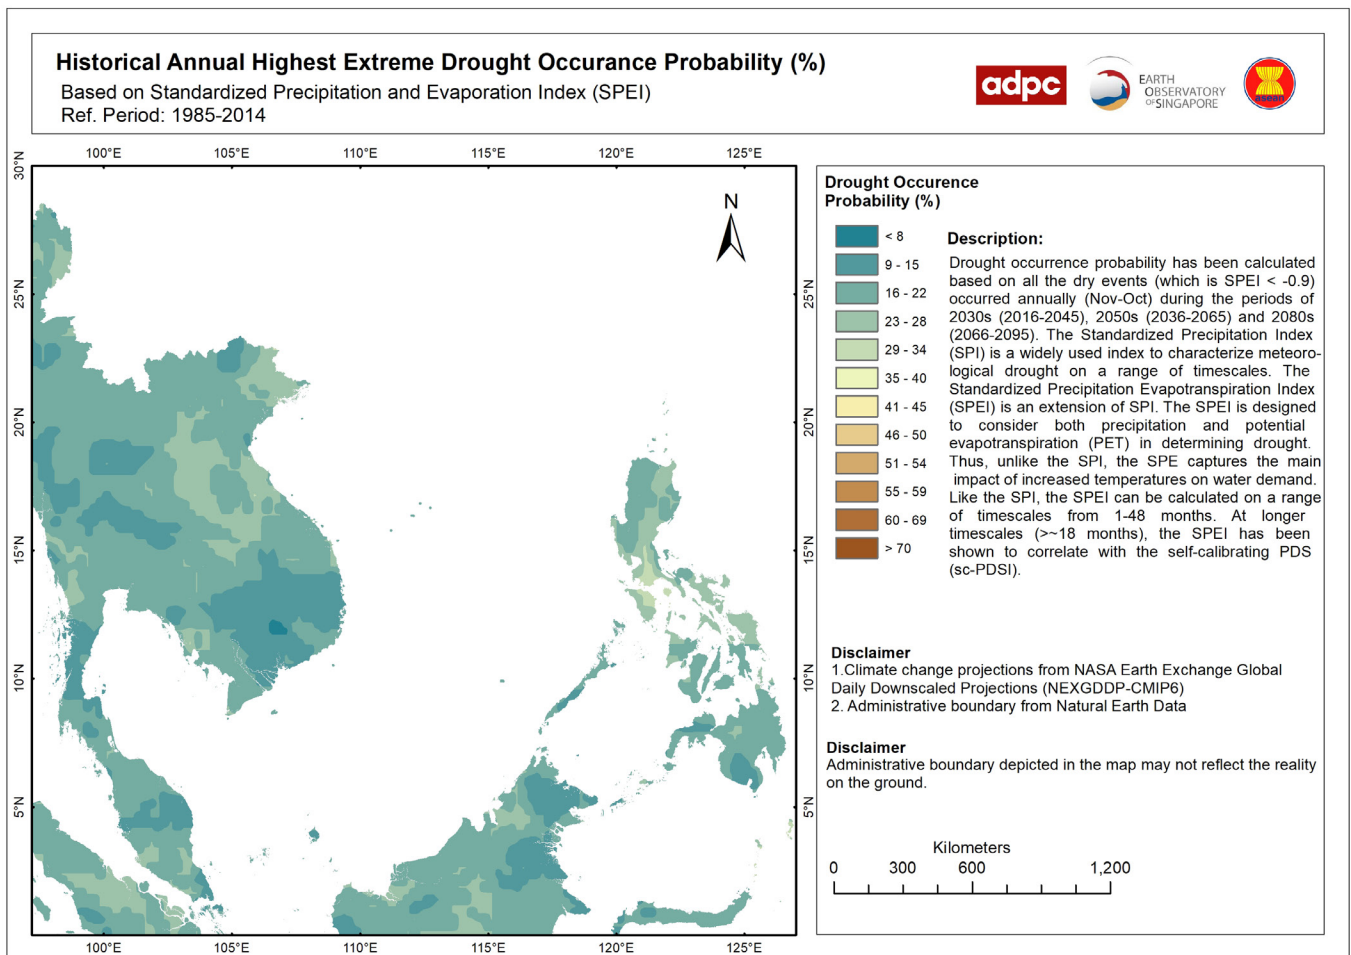 Historical Annual Highest Extreme Drought Occurance Probability (%)
Based on Standardized Precipitation and Evaporation Index (SPEI)
Ref. Period: 1985-2014
adpc
EARTH
OBSERVATORY
OF SINGAPORE
asean
100°E 105°E 110°E 115°E 120°E 125°E
30°N
25°N
20°N
15°N
10°N
5°N
N
25°N
20°N
15°N
10°N
5°N
100°E 105°E 110°E 115°E 120°E 125°E
Drought Occurence
Probability (%)
< 8
9 - 15
16 - 22
23 - 28
29 - 34
35 - 40
41 - 45
46 - 50
51 - 54
55 - 59
60 - 69
> 70
Description:
Drought occurrence probability has been calculated
based on all the dry events (which is SPEI < -0.9)
occurred annually (Nov-Oct) during the periods of
2030s (2016-2045), 2050s (2036-2065) and 2080s
(2066-2095). The Standardized Precipitation Index
(SPI) is a widely used index to characterize meteoro-
logical drought on a range of timescales. The
Standardized Precipitation Evapotranspiration Index
(SPEI) is an extension of SPI. The SPEI is designed
to consider both precipitation and potential
evapotranspiration (PET) in determining drought.
Thus, unlike the SPI, the SPE captures the main
impact of increased temperatures on water demand.
Like the SPI, the SPEI can be calculated on a range
of timescales from 1-48 months. At longer
timescales (>~18 months), the SPEI has been
shown to correlate with the self-calibrating PDS
(sc-PDSI).
Disclaimer
1.Climate change projections from NASA Earth Exchange Global
Daily Downscaled Projections (NEXGDDP-CMIP6)
2. Administrative boundary from Natural Earth Data
Disclaimer
Administrative boundary depicted in the map may not reflect the reality
on the ground.
Kilometers
0 300 600 1,200